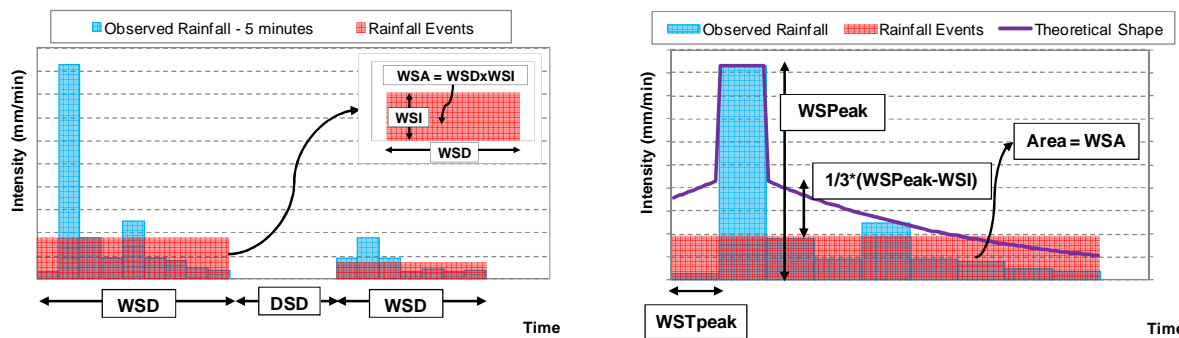 Observed Rainfall - 5 minutes Rainfall Events
Intensity (mm/min)
WSA = WSDxWSI
WSI
WSD
WSD
DSD
WSD
Time
Observed Rainfall Rainfall Events Theoretical Shape
Intensity (mm/min)
WSPeak
Area = WSA
1/3*(WSPeak-WSI)
WSTpeak
Time